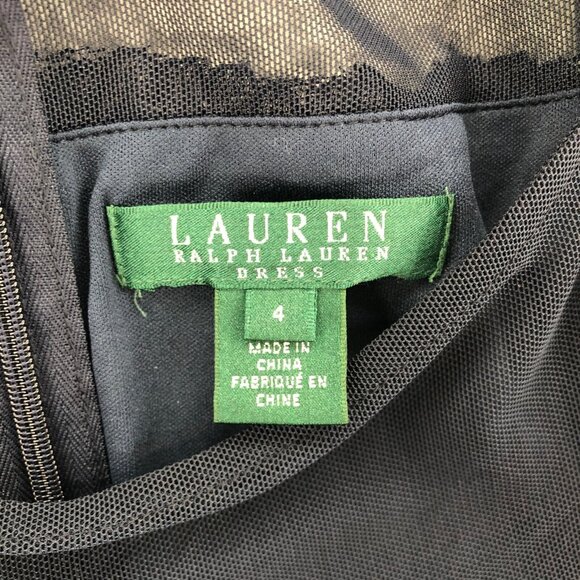 LAUREN
RALPH LAUREN
DRESS
4
MADE IN
CHINA
FABRIQUÉ EN
CHINE